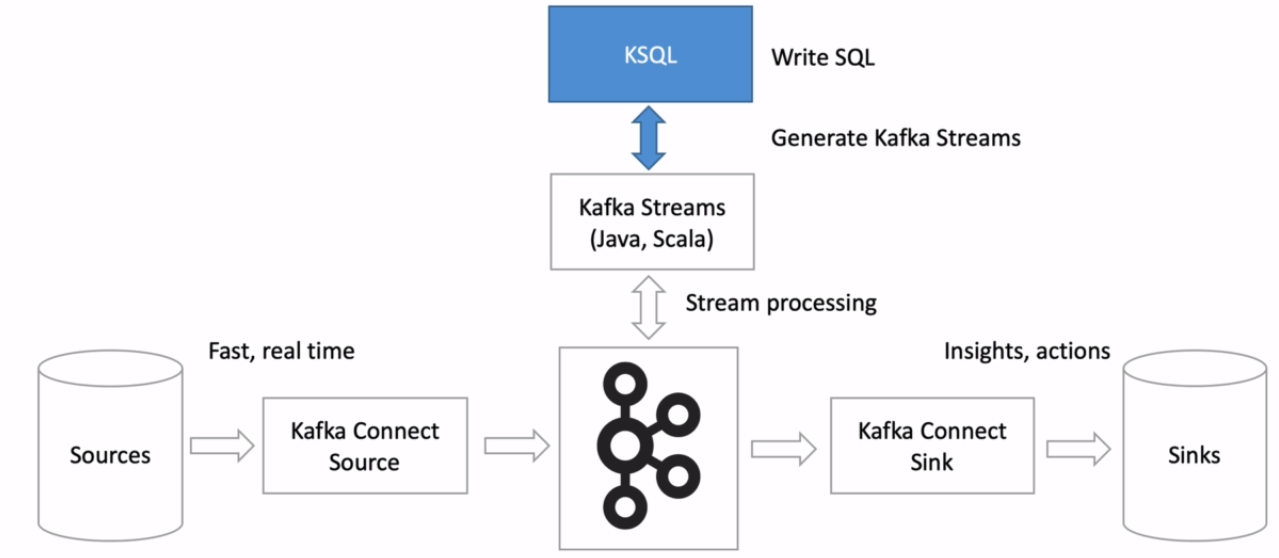 KSQL
Write SQL
Generate Kafka Streams
Kafka Streams
(Java, Scala)
Stream processing
Fast, real time
Insights, actions
Sources
Kafka Connect
Source
Kafka Connect
Sink
Sinks